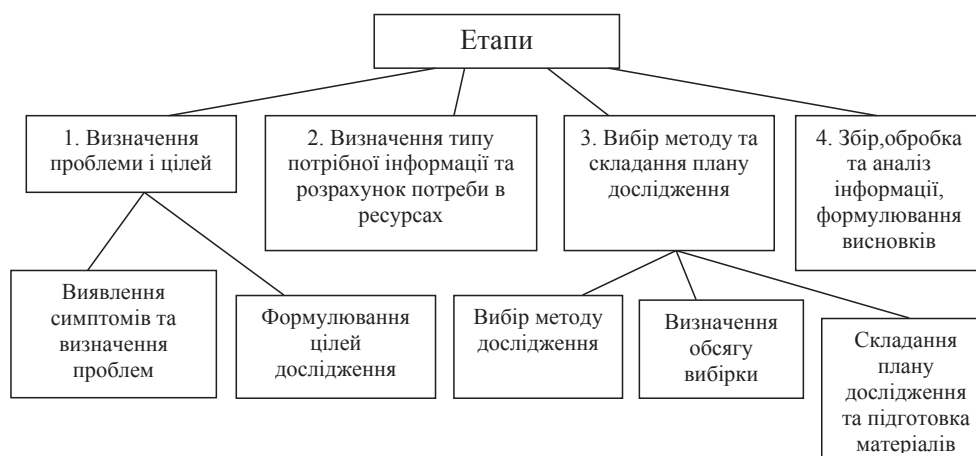 Етапи
1. Визначення
проблеми і цілей
2. Визначення типу
потрібної інформації та
розрахунок потреби в
ресурсах
3. Вибір методу та
складання плану
дослідження
4. Збір,обробка
та аналіз
інформації,
формулювання
висновків
Виявлення
симптомів та
визначення
проблем
Формулювання
цілей
дослідження
Вибір методу
дослідження
Визначення
обсягу
вибірки
Складання
плану
дослідження
та підготовка
матеріалів